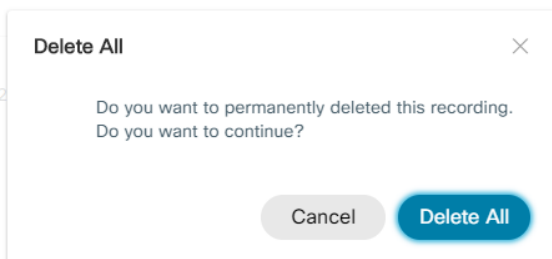 Delete All
Do you want to permanently deleted this recording.
Do you want to continue?
Cancel
Delete All